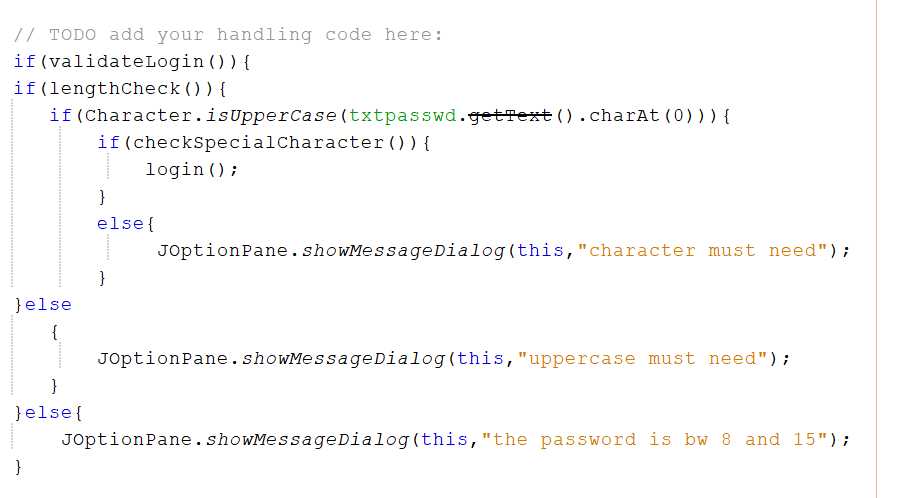 // TODO add your handling code here:
if(validateLogin()){
if(lengthCheck()){
if(Character.isUpperCase(txtpasswd.getText().charAt(0))){
if(checkSpecialCharacter()){
login();
}
else{
JOptionPane.showMessageDialog(this,"character must need");
}
}else
{
JOptionPane.showMessageDialog(this,"uppercase must need");
}
}else{
JOptionPane.showMessageDialog(this,"the password is bw 8 and 15");
}